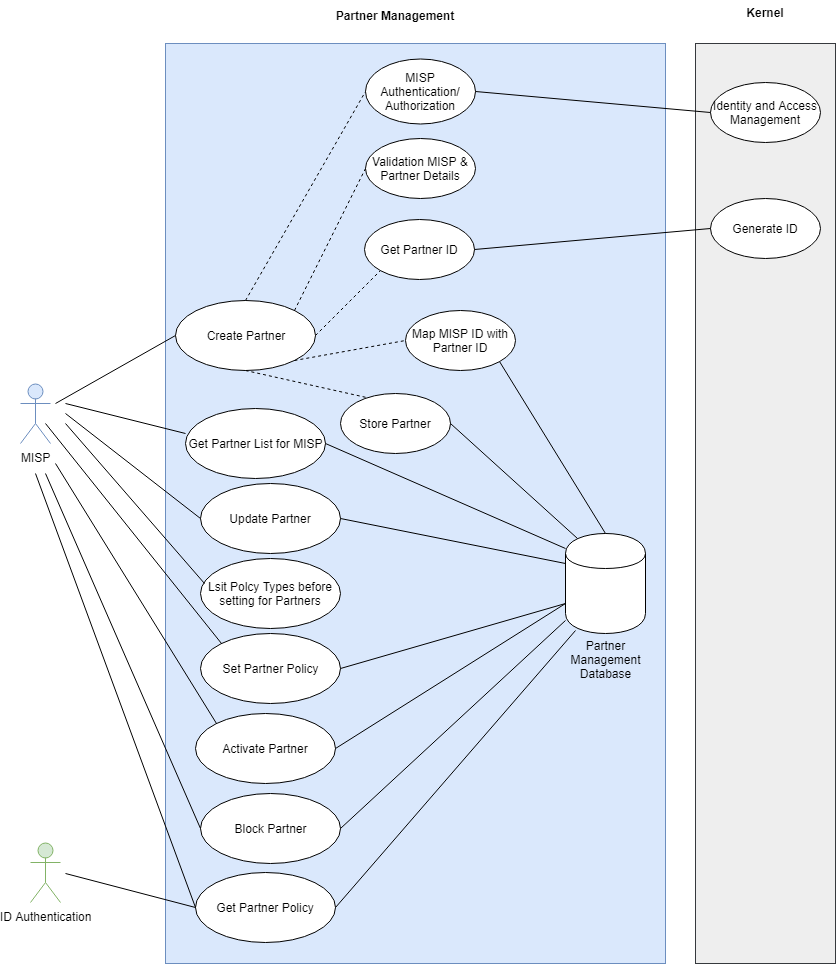 Partner Management
Kernel
MISP
Authentication/
Authorization
Identity and Access
Management
Validation MISP &
Partner Details
Get Partner ID
Generate ID
Create Partner
Map MISP ID with
Partner ID
Store Partner
MISP
Get Partner List for MISP
Update Partner
Lsit Polcy Types before
setting for Partners
Partner
Management
Database
Set Partner Policy
Activate Partner
Block Partner
Get Partner Policy
ID Authentication